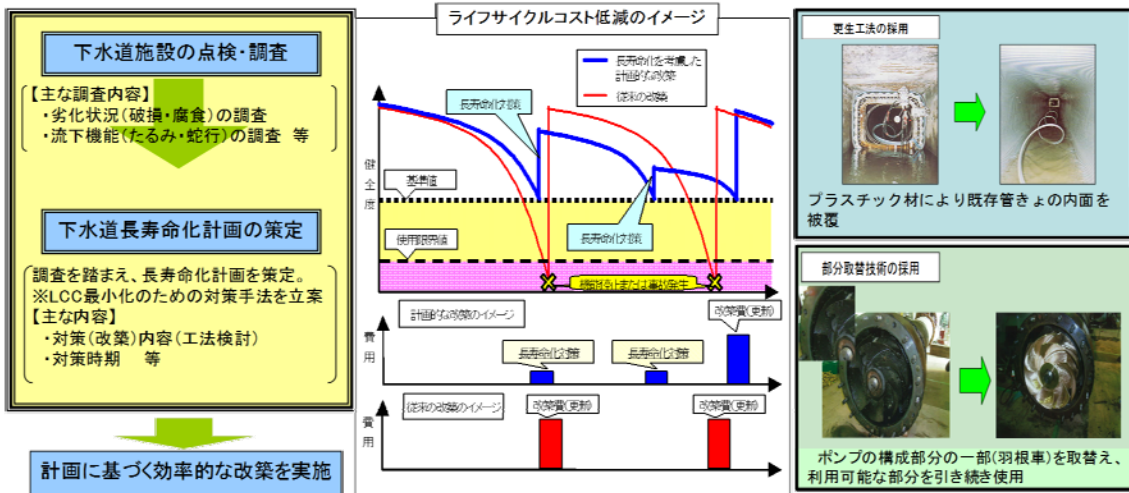 下水道施設の点検・調査
【主な調査内容】
・劣化状況(破損・腐食)の調査
・流下機能(たるみ・蛇行)の調査 等
下水道長寿命化計画の策定
調査を踏まえ、長寿命化計画を策定。
※LCC最小化のための対策手法を立案
【主な内容】
・対策(改築)内容(工法検討)
・対策時期 等
計画に基づく効率的な改築を実施
ライフサイクルコスト低減のイメージ
長寿命化を考慮した
計画的な改築
従来の改築
長寿命化対策
健全度
基準値
長寿命化対策
使用限界値
機能停止または事故発生
計画的な改築のイメージ
改築費(更新)
費用
長寿命化対策
長寿命化対策
従来の改築のイメージ
改築費(更新)
改築費(更新)
費用
更生工法の採用
プラスチック材により既存管きょの内面を
被覆
部分取替技術の採用
ポンプの構成部分の一部(羽根車)を取替え、
利用可能な部分を引き続き使用